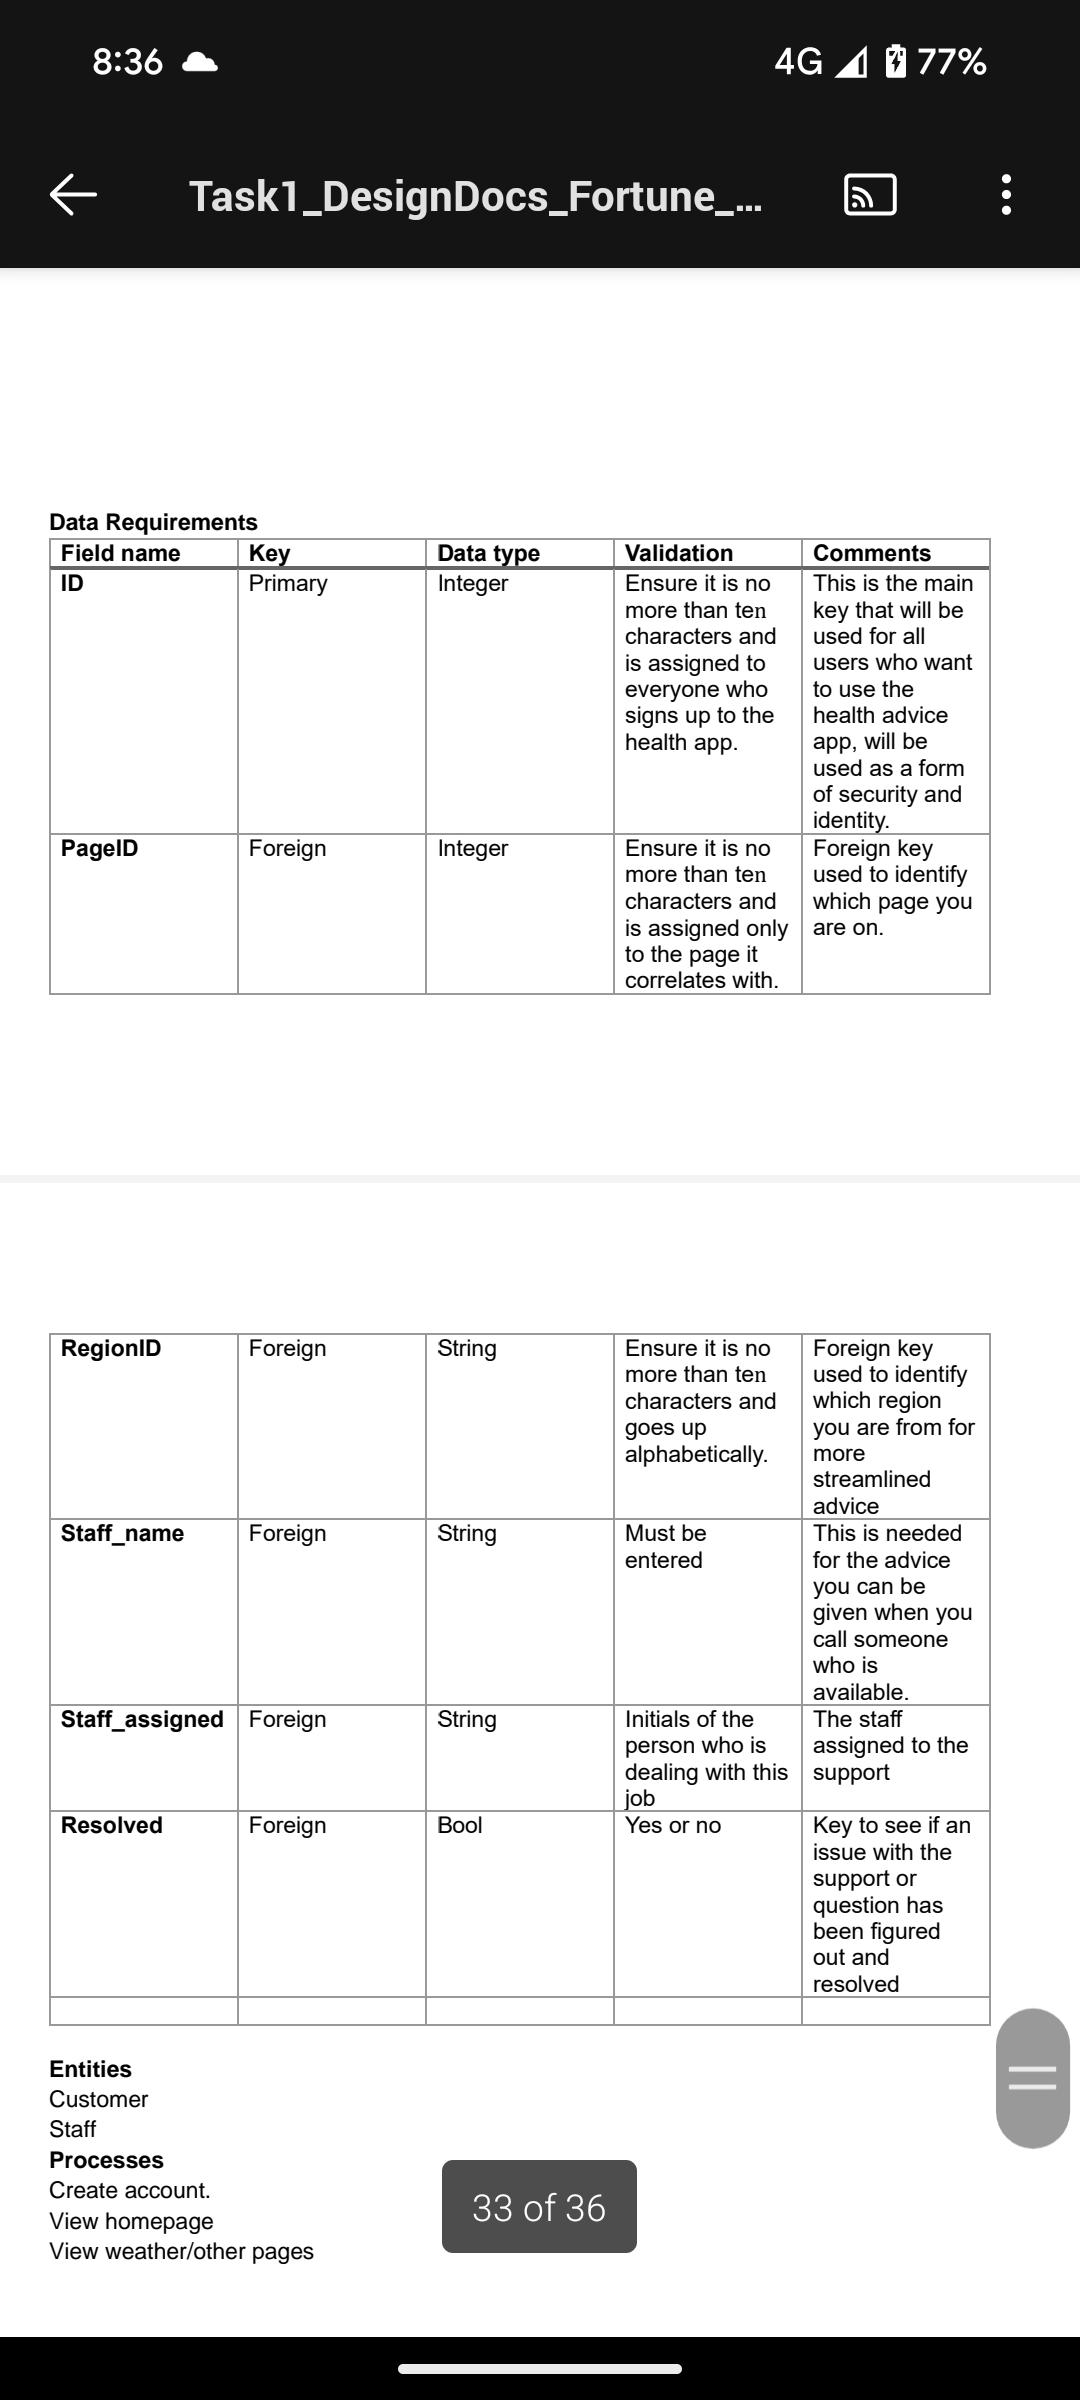 8:36
4G 77%
Task1_DesignDocs_Fortune_...
Data Requirements
Field name Key Data type Validation Comments
ID Primary Integer Ensure it is no This is the main
more than ten key that will be
characters and used for all
is assigned to users who want
everyone who to use the
signs up to the health advice
health app. app, will be
used as a form
of security and
identity.
PageID Foreign Integer Ensure it is no Foreign key
more than ten used to identify
characters and which page you
is assigned only are on.
to the page it
correlates with.
RegionID Foreign String Ensure it is no Foreign key
more than ten used to identify
characters and which region
goes up you are from for
alphabetically. more
streamlined
advice
Staff_name Foreign String Must be This is needed
entered for the advice
you can be
given when you
call someone
who is
available.
Staff_assigned Foreign String Initials of the The staff
person who is assigned to the
dealing with this support
job
Resolved Foreign Bool Yes or no Key to see if an
issue with the
support or
question has
been figured
out and
resolved
Entities
Customer
Staff
Processes
Create account.
View homepage
View weather/other pages
33 of 36